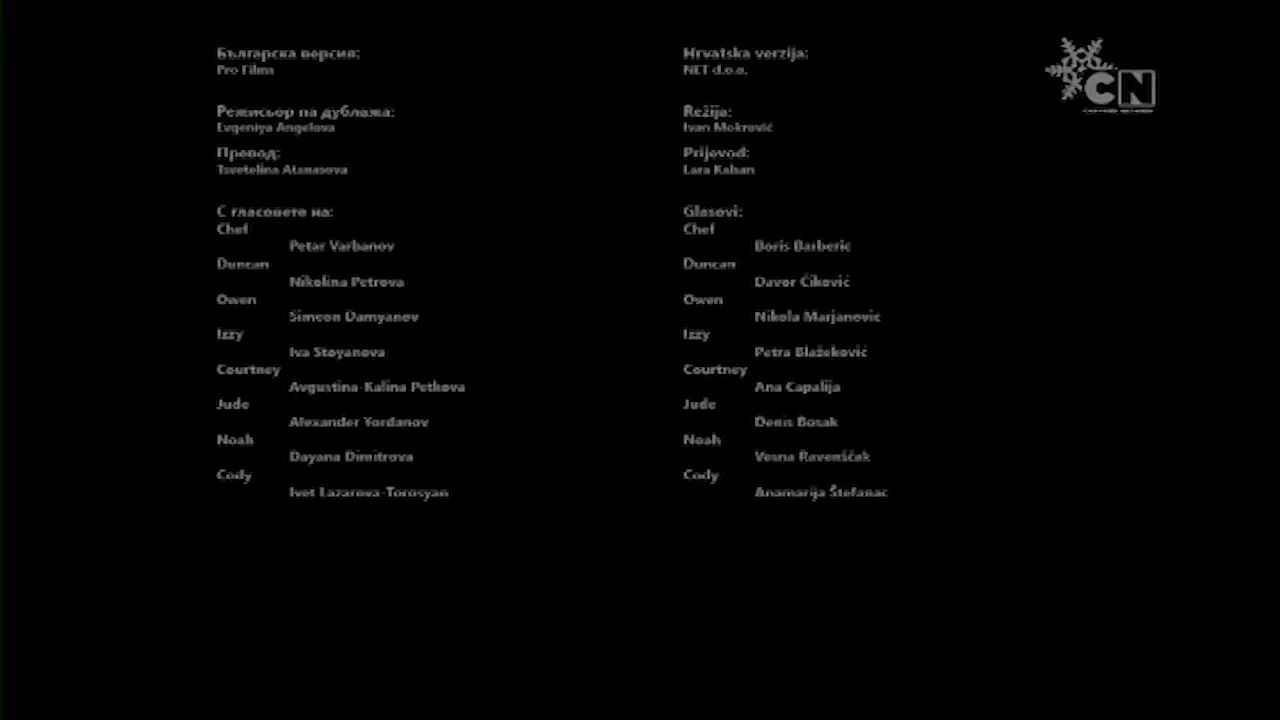 Българска версия:
Pro Films
Режисьор на дублажа:
Evgeniya Angelova
Превод:
Tsvetelina Atanasova
С гласовете на:
Chef
Petar Varbanov
Duncan
Nikolina Petrova
Owen
Simeon Damyanov
Izzy
Iva Stoyanova
Courtney
Avgustina-Kalina Petkova
Jude
Alexander Yordanov
Noah
Dayana Dimitrova
Cody
Ivet Lazarova-Torosyan
Hrvatska verzija:
NET d.o.o.
Režija:
Ivan Mokrović
Prijevod:
Lara Kaban
Glasovi:
Chef
Boris Barberic
Duncan
Davor Čiković
Owen
Nikola Marjanovic
Izzy
Petra Blažeković
Courtney
Ana Capalija
Jude
Denis Bosak
Noah
Vesna Ravenščak
Cody
Anamarija Štefanac
CN